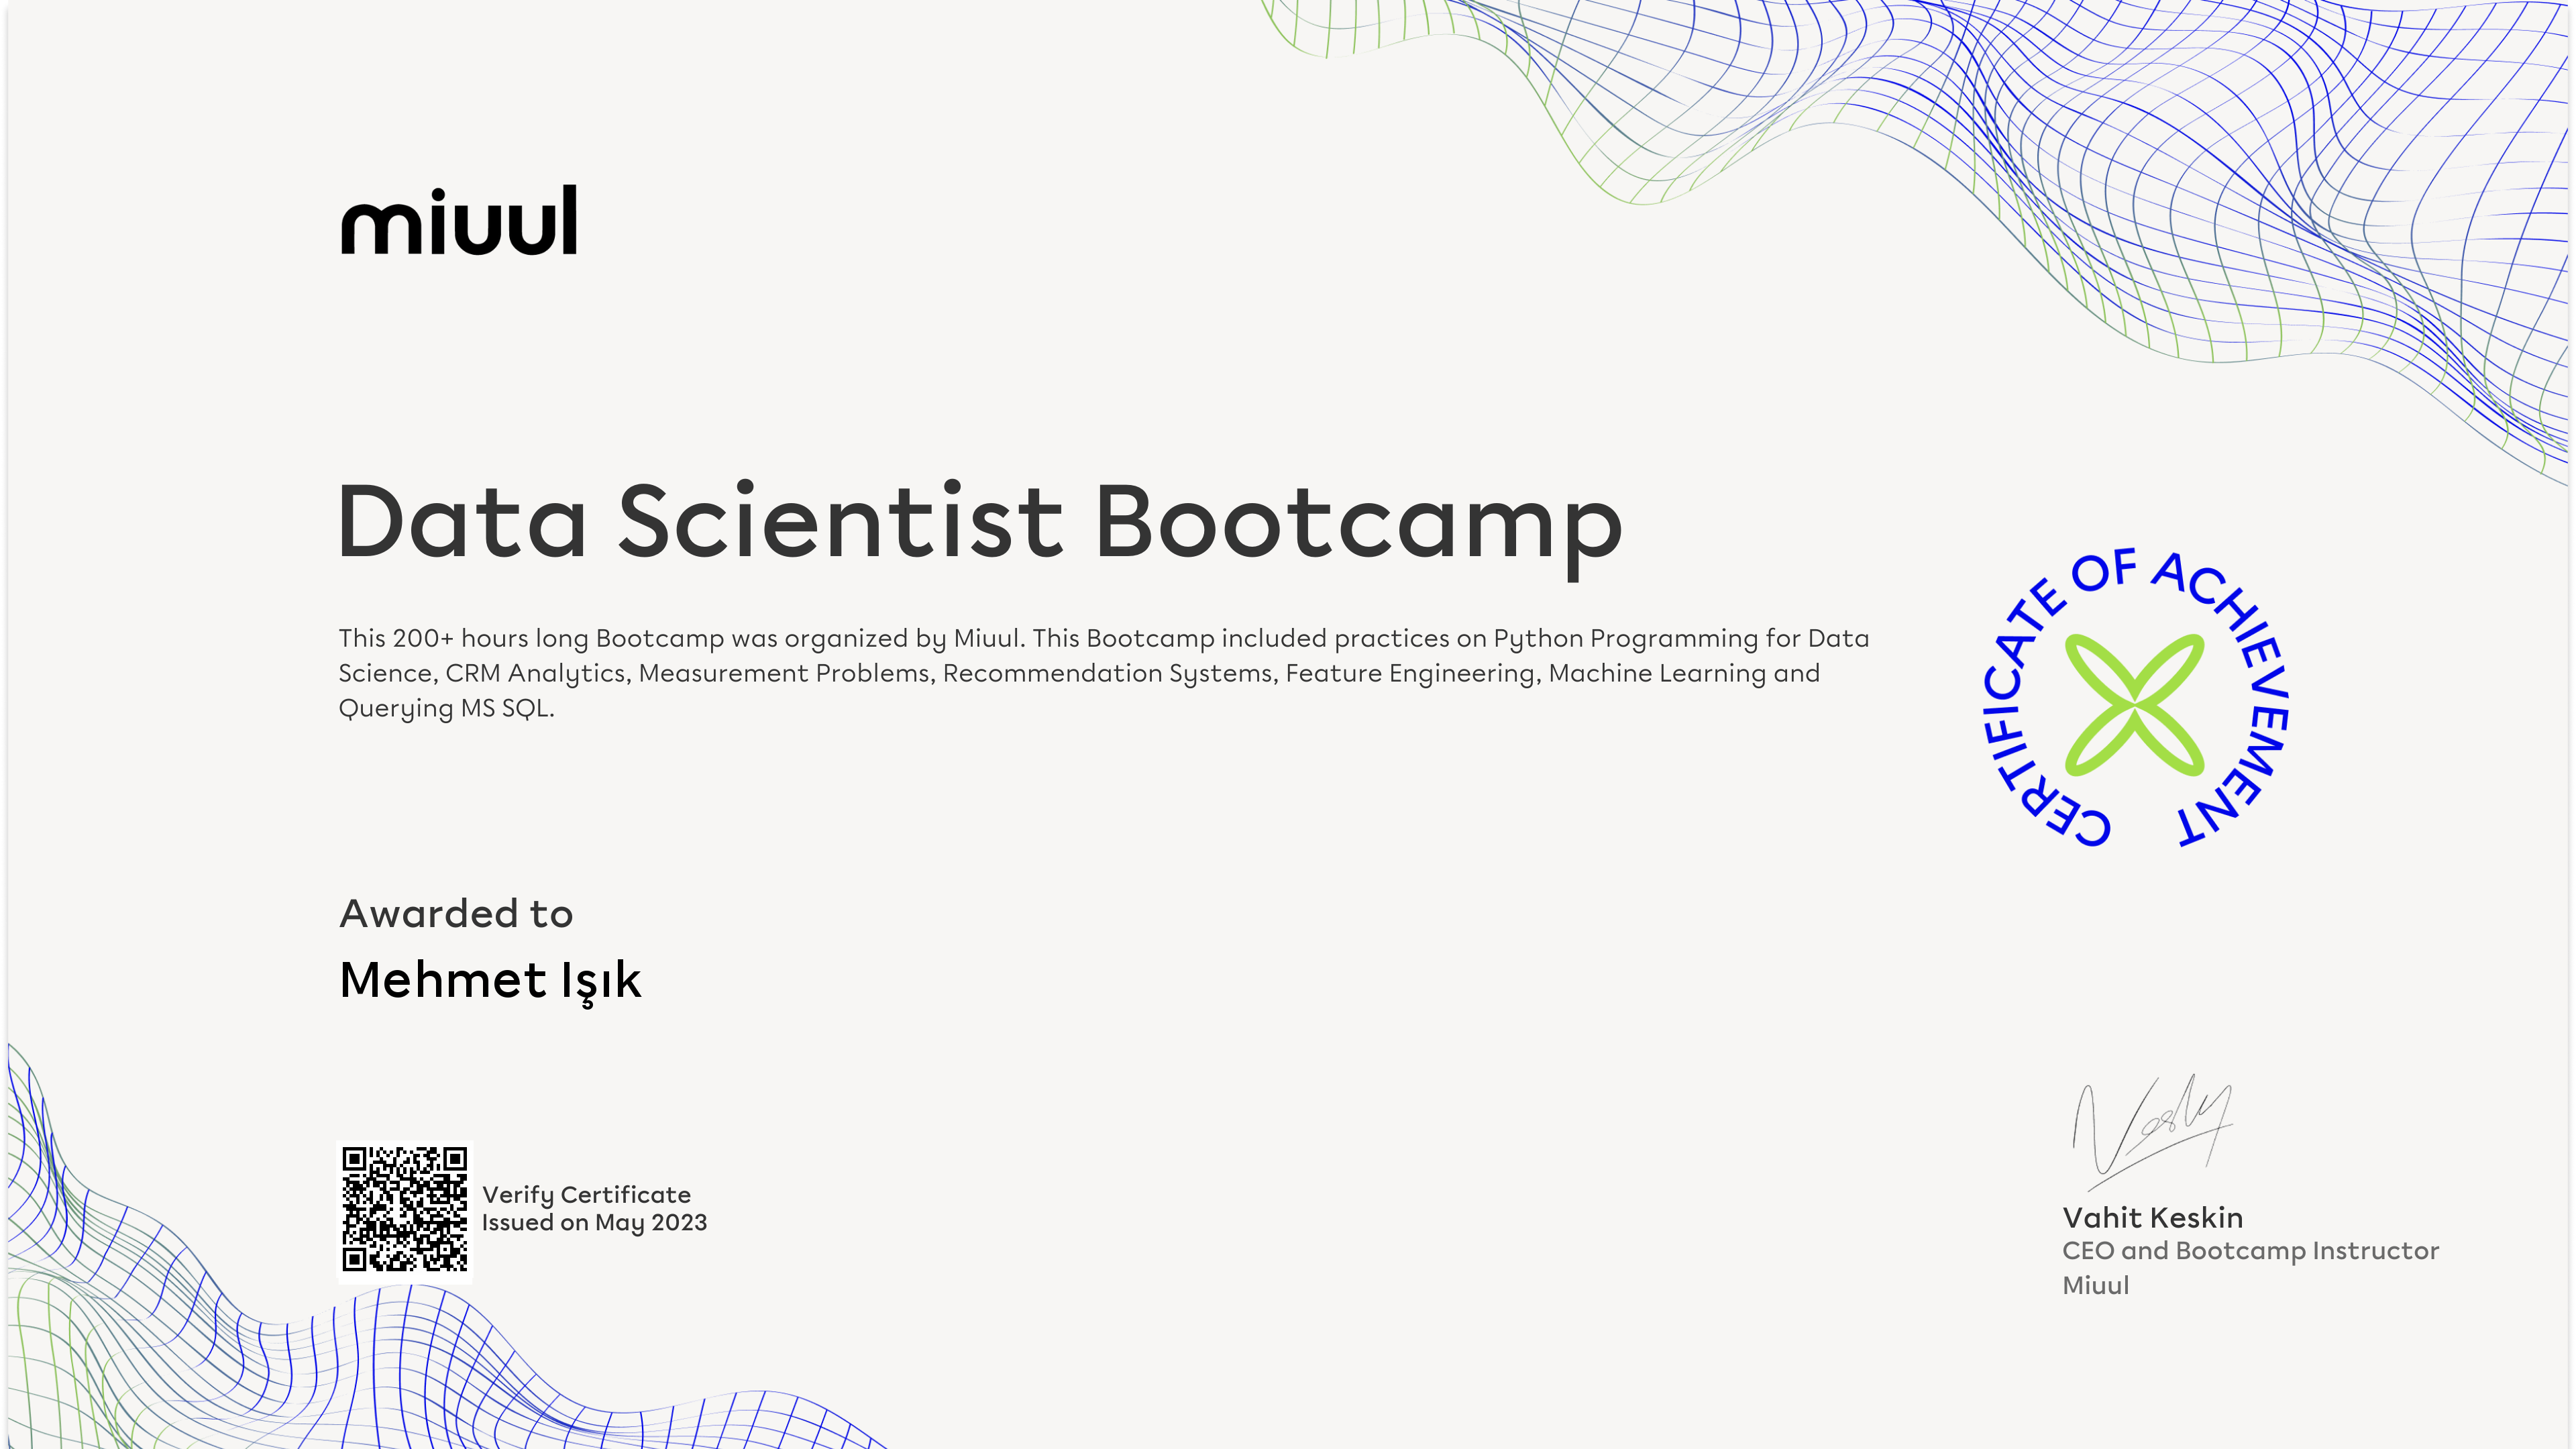 miuul
Data Scientist Bootcamp
This 200+ hours long Bootcamp was organized by Miuul. This Bootcamp included practices on Python Programming for Data
Science, CRM Analytics, Measurement Problems, Recommendation Systems, Feature Engineering, Machine Learning and
Querying MS SQL.
CERTIFICATE OF ACHIEVEMENT
Awarded to
Mehmet Işık
Verify Certificate
Issued on May 2023
Vahit Keskin
CEO and Bootcamp Instructor
Miuul